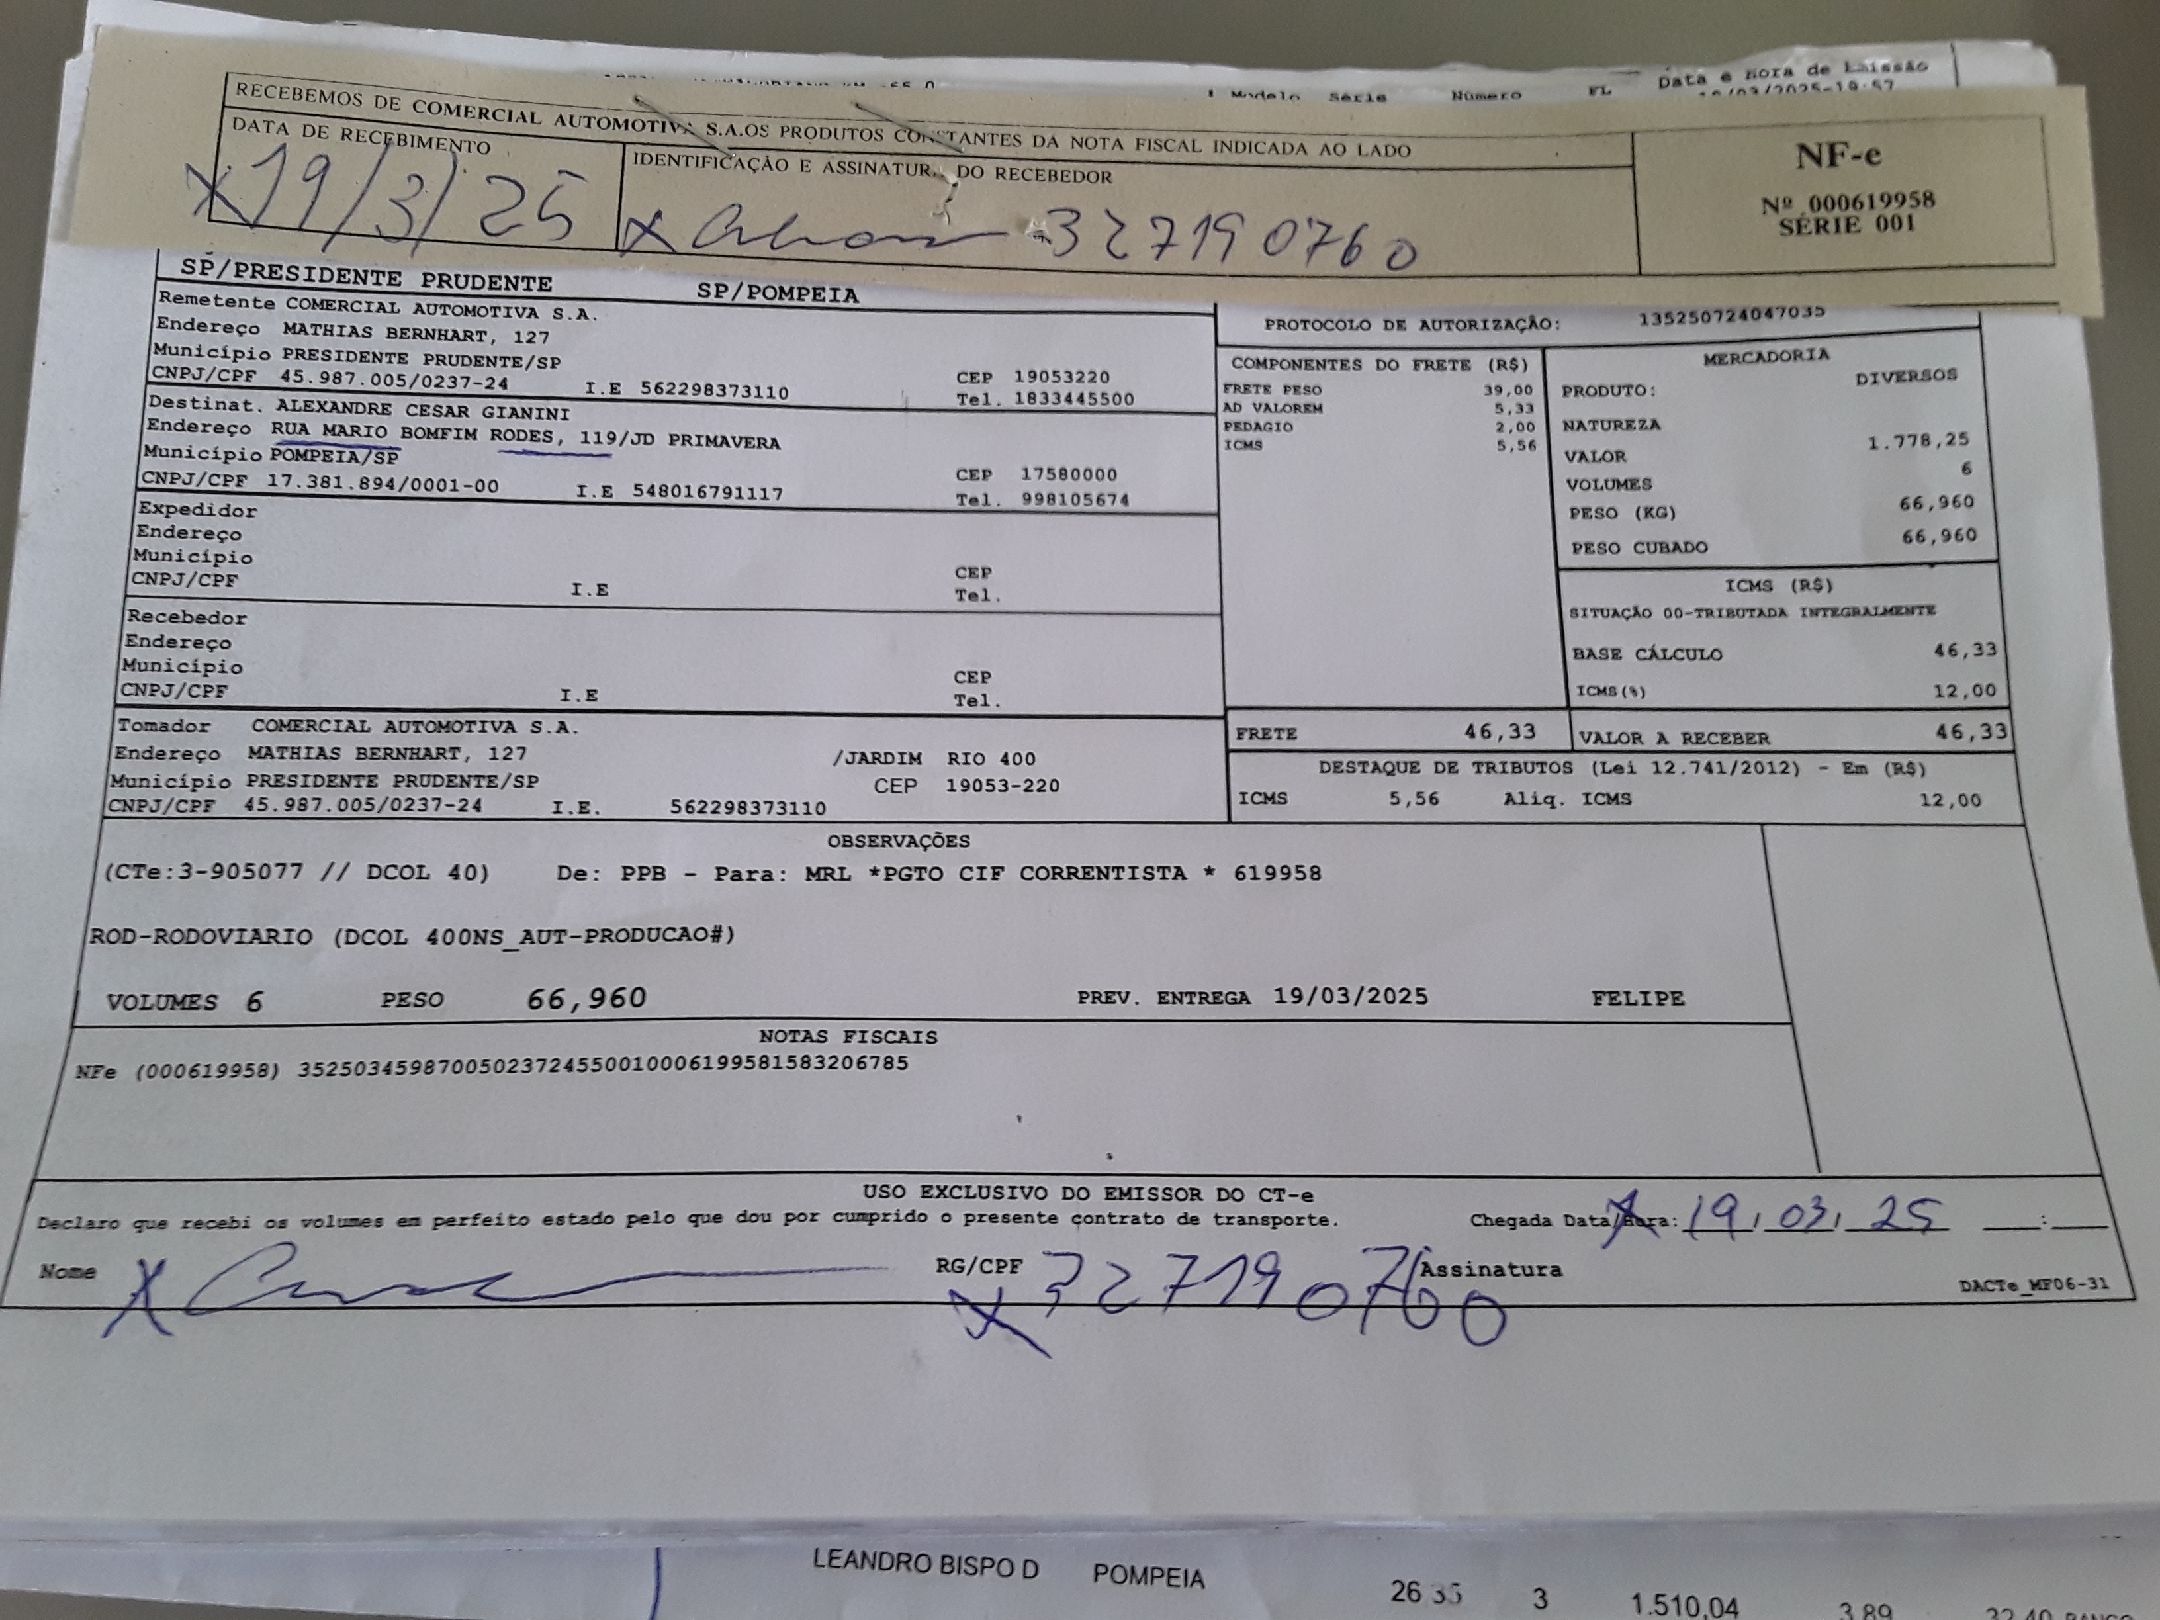 Modelo Série Número FL Data e Hora de Emissão
RECEBEMOS DE COMERCIAL AUTOMOTIVA S.A.OS PRODUTOS CONSTANTES DA NOTA FISCAL INDICADA AO LADO
DATA DE RECEBIMENTO
IDENTIFICAÇÃO E ASSINATURA DO RECEBEDOR
X 19/3/25
X 327190760
NF-e
Nº 000619958
SÉRIE 001
SP/PRESIDENTE PRUDENTE SP/POMPEIA
Remetente COMERCIAL AUTOMOTIVA S.A.
Endereço MATHIAS BERNHART, 127
Município PRESIDENTE PRUDENTE/SP CEP 19053220
CNPJ/CPF 45.987.005/0237-24 I.E 562298373110 Tel. 1833445500
Destinat. ALEXANDRE CESAR GIANINI
Endereço RUA MARIO BOMFIM RODES, 119/JD PRIMAVERA
Município POMPEIA/SP CEP 17580000
CNPJ/CPF 17.381.894/0001-00 I.E 548016791117 Tel. 998105674
Expedidor
Endereço
Município CEP
CNPJ/CPF I.E Tel.
Recebedor
Endereço
Município CEP
CNPJ/CPF I.E Tel.
Tomador COMERCIAL AUTOMOTIVA S.A.
Endereço MATHIAS BERNHART, 127 /JARDIM RIO 400
Município PRESIDENTE PRUDENTE/SP CEP 19053-220
CNPJ/CPF 45.987.005/0237-24 I.E. 562298373110
PROTOCOLO DE AUTORIZAÇÃO: 135250724047035
COMPONENTES DO FRETE (R$)
FRETE PESO 39,00
AD VALOREM 5,33
PEDAGIO 2,00
ICMS 5,56
MERCADORIA
PRODUTO: DIVERSOS
NATUREZA
VALOR 1.778,25
VOLUMES 6
PESO (KG) 66,960
PESO CUBADO 66,960
ICMS (R$)
SITUAÇÃO 00-TRIBUTADA INTEGRALMENTE
BASE CÁLCULO 46,33
ICMS(%) 12,00
FRETE 46,33 VALOR A RECEBER 46,33
DESTAQUE DE TRIBUTOS (Lei 12.741/2012) - Em (R$)
ICMS 5,56 Aliq. ICMS 12,00
OBSERVAÇÕES
(CTe:3-905077 // DCOL 40) De: PPB - Para: MRL *PGTO CIF CORRENTISTA * 619958
ROD-RODOVIARIO (DCOL 400NS_AUT-PRODUCAO#)
VOLUMES 6 PESO 66,960 PREV. ENTREGA 19/03/2025 FELIPE
NOTAS FISCAIS
NFe (000619958) 35250345987005023724550010006199581583206785
USO EXCLUSIVO DO EMISSOR DO CT-e
Declaro que recebi os volumes em perfeito estado pelo que dou por cumprido o presente contrato de transporte. Chegada Data/Hora: X 19/03/25 __:__
Nome X RG/CPF X 327190760 Assinatura
DACTe_MF06-31
LEANDRO BISPO D POMPEIA 26 35 3 1.510,04 3,89 32,40